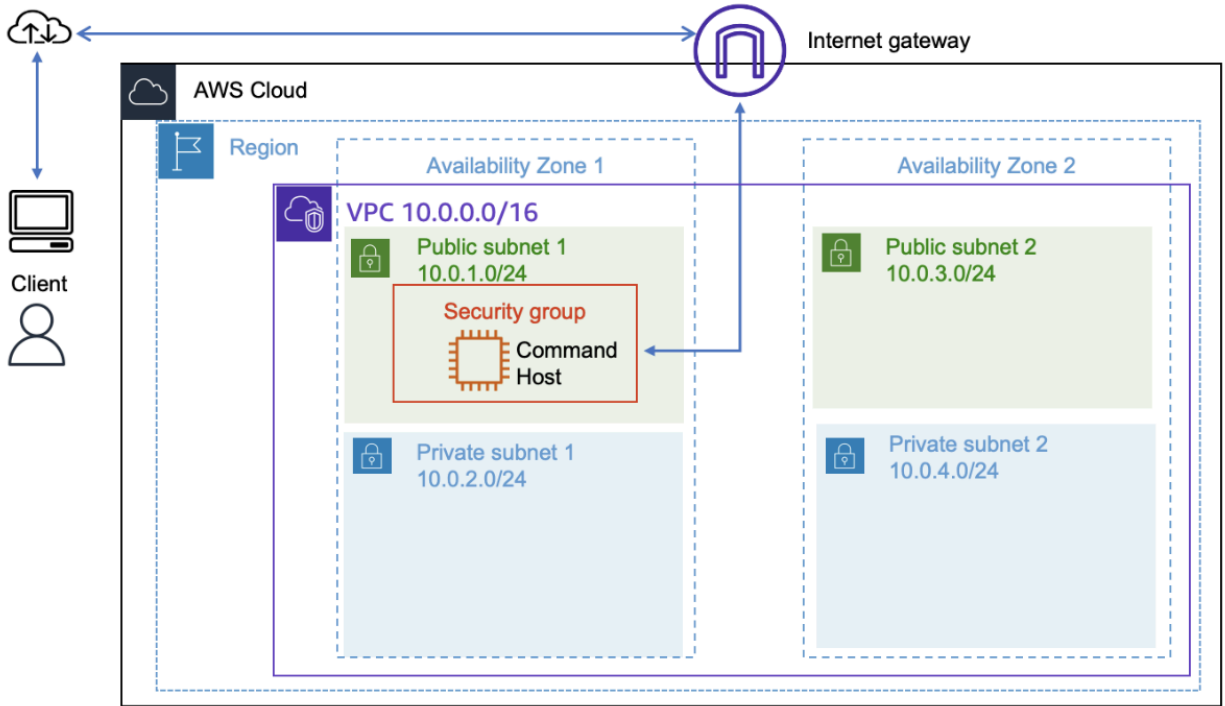 Internet gateway
AWS Cloud
Region
Availability Zone 1
Availability Zone 2
VPC 10.0.0.0/16
Public subnet 1
10.0.1.0/24
Public subnet 2
10.0.3.0/24
Client
Security group
Command
Host
Private subnet 1
10.0.2.0/24
Private subnet 2
10.0.4.0/24